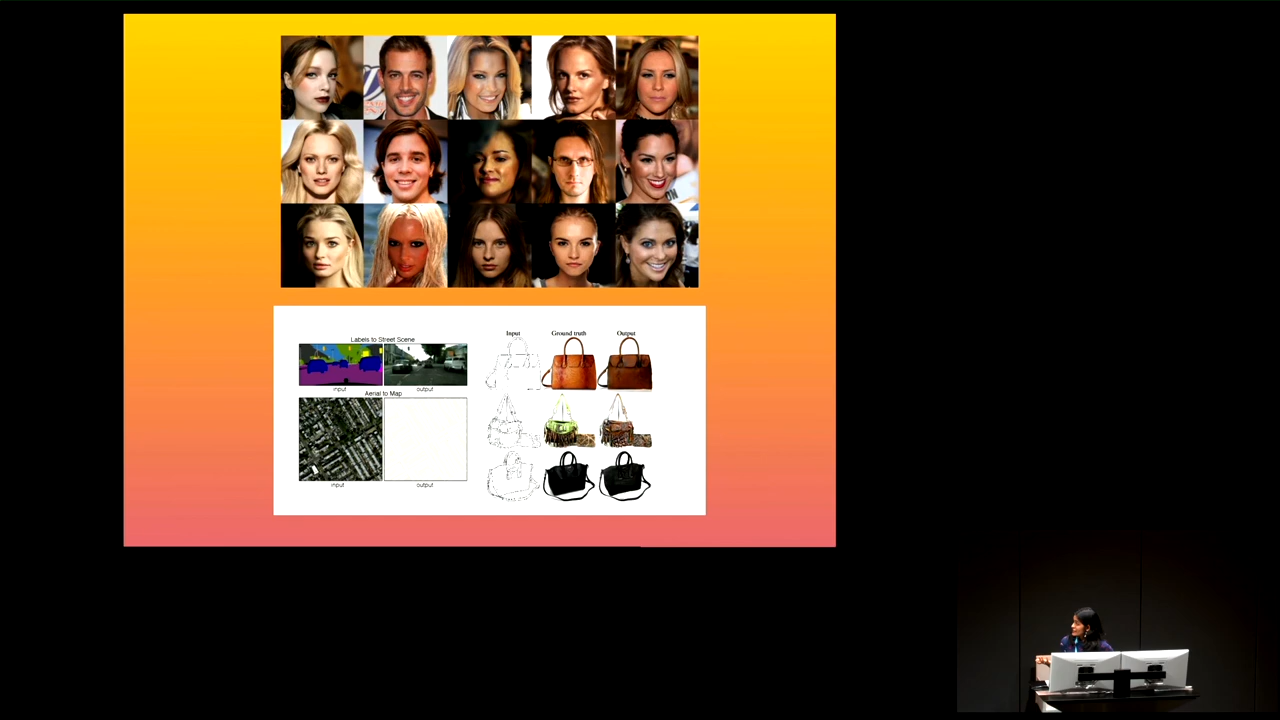 Labels to Street Scene
input
output
Aerial to Map
input
output
Input
Ground truth
Output